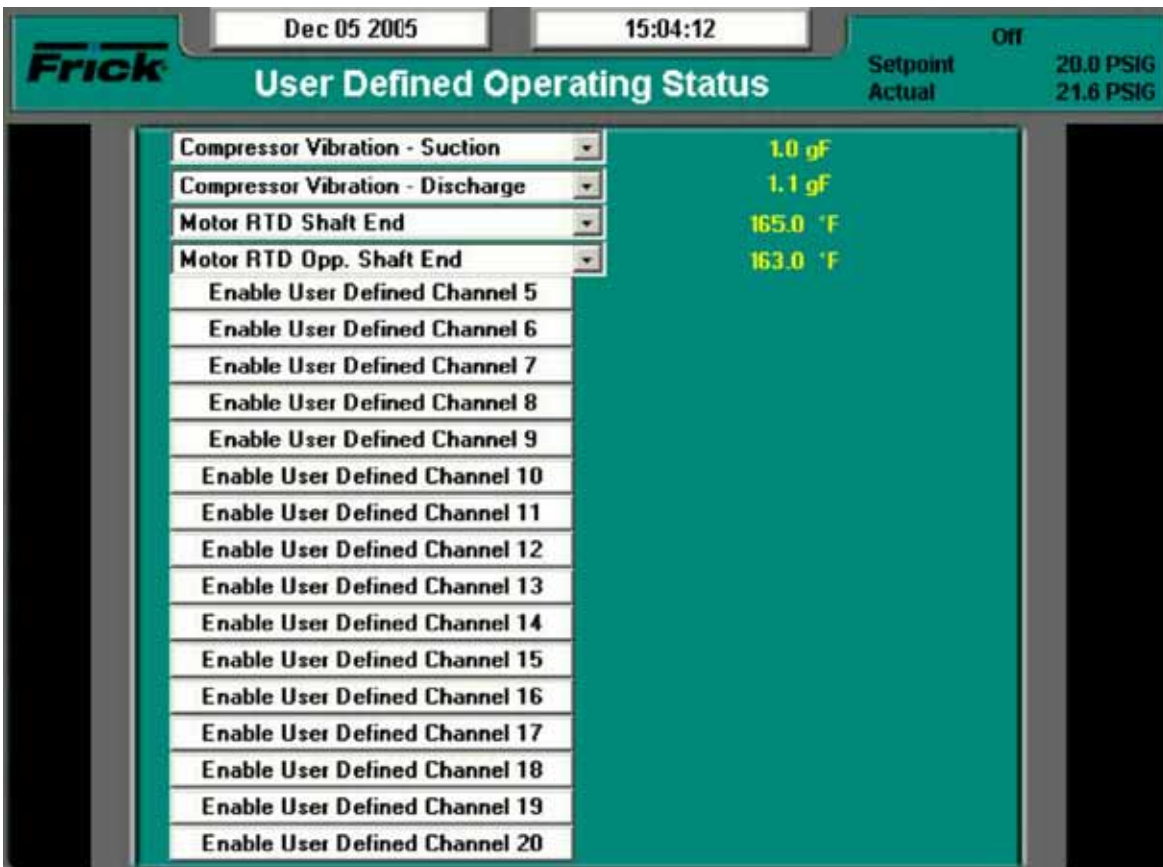 Dec 05 2005 15:04:12 Off
Frick
User Defined Operating Status
Setpoint 20.0 PSIG
Actual 21.6 PSIG
Compressor Vibration - Suction 1.0 gF
Compressor Vibration - Discharge 1.1 gF
Motor RTD Shaft End 165.0 °F
Motor RTD Opp. Shaft End 163.0 °F
Enable User Defined Channel 5
Enable User Defined Channel 6
Enable User Defined Channel 7
Enable User Defined Channel 8
Enable User Defined Channel 9
Enable User Defined Channel 10
Enable User Defined Channel 11
Enable User Defined Channel 12
Enable User Defined Channel 13
Enable User Defined Channel 14
Enable User Defined Channel 15
Enable User Defined Channel 16
Enable User Defined Channel 17
Enable User Defined Channel 18
Enable User Defined Channel 19
Enable User Defined Channel 20